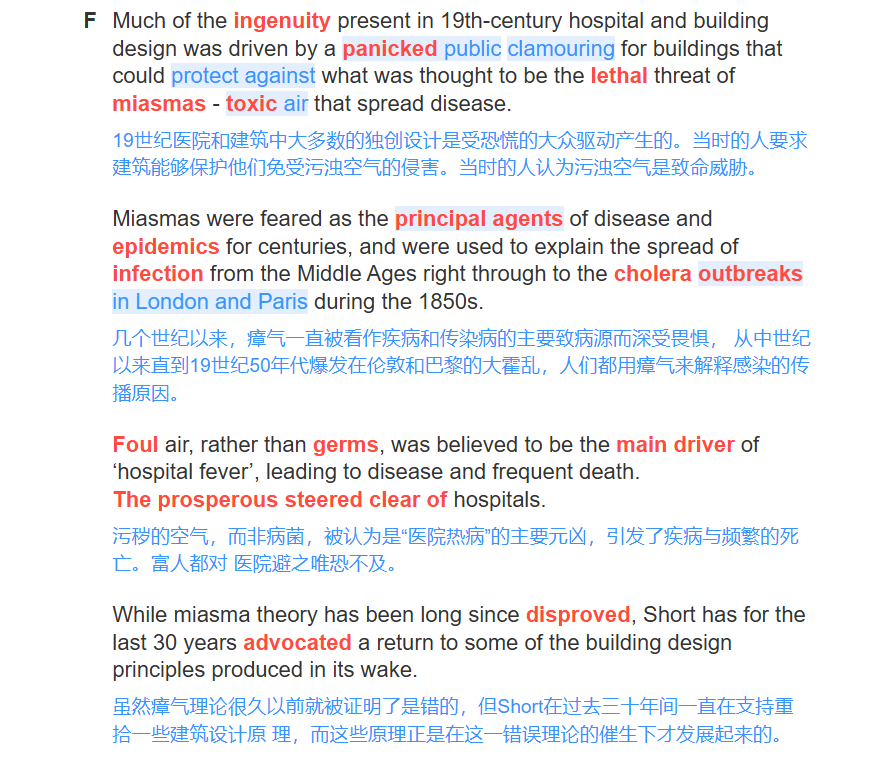 F Much of the ingenuity present in 19th-century hospital and building
design was driven by a panicked public clamouring for buildings that
could protect against what was thought to be the lethal threat of
miasmas - toxic air that spread disease.
19世纪医院和建筑中大多数的独创设计是受恐慌的大众驱动产生的。当时的人要求
建筑能够保护他们免受污浊空气的侵害。当时的人认为污浊空气是致命威胁。
Miasmas were feared as the principal agents of disease and
epidemics for centuries, and were used to explain the spread of
infection from the Middle Ages right through to the cholera outbreaks
in London and Paris during the 1850s.
几个世纪以来，瘴气一直被看作疾病和传染病的主要致病源而深受畏惧， 从中世纪
以来直到19世纪50年代爆发在伦敦和巴黎的大霍乱，人们都用瘴气来解释感染的传
播原因。
Foul air, rather than germs, was believed to be the main driver of
‘hospital fever’, leading to disease and frequent death.
The prosperous steered clear of hospitals.
污秽的空气，而非病菌，被认为是“医院热病”的主要元凶，引发了疾病与频繁的死
亡。富人都对 医院避之唯恐不及。
While miasma theory has been long since disproved, Short has for the
last 30 years advocated a return to some of the building design
principles produced in its wake.
虽然瘴气理论很久以前就被证明了是错的，但Short在过去三十年间一直在支持重
拾一些建筑设计原 理，而这些原理正是在这一错误理论的催生下才发展起来的。